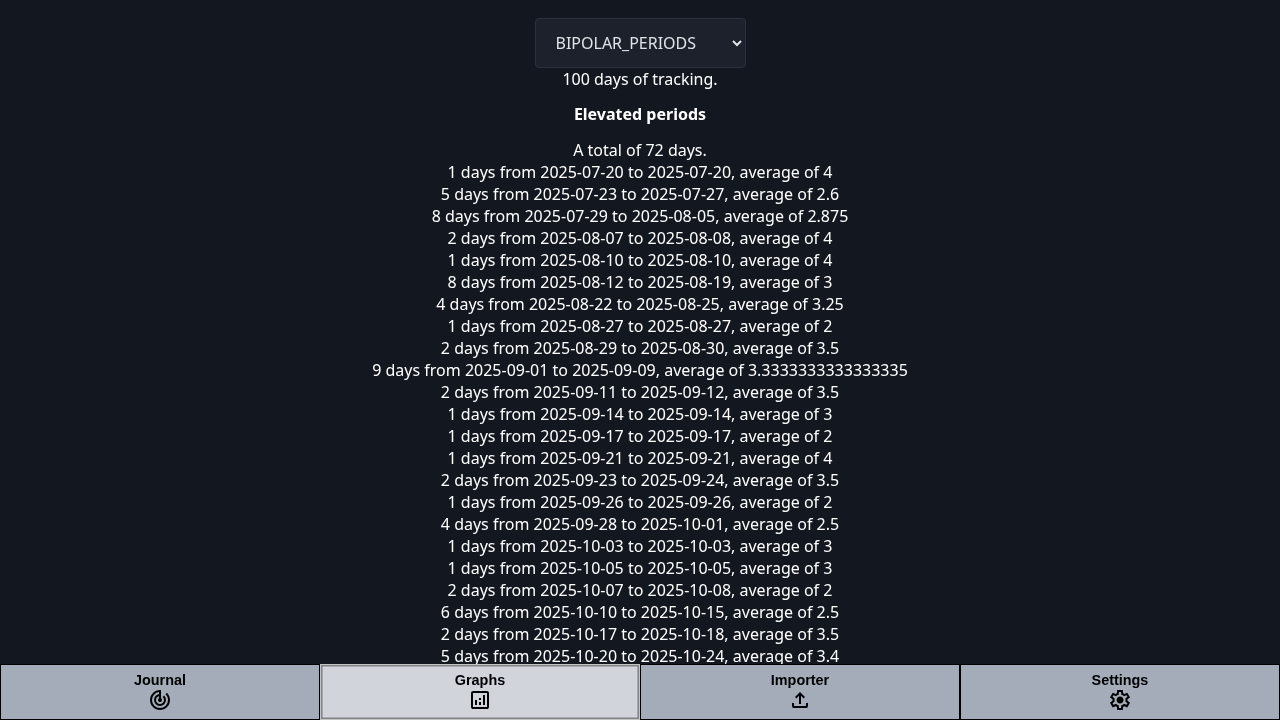 BIPOLAR_PERIODS
100 days of tracking.
Elevated periods
A total of 72 days.
1 days from 2025-07-20 to 2025-07-20, average of 4
5 days from 2025-07-23 to 2025-07-27, average of 2.6
8 days from 2025-07-29 to 2025-08-05, average of 2.875
2 days from 2025-08-07 to 2025-08-08, average of 4
1 days from 2025-08-10 to 2025-08-10, average of 4
8 days from 2025-08-12 to 2025-08-19, average of 3
4 days from 2025-08-22 to 2025-08-25, average of 3.25
1 days from 2025-08-27 to 2025-08-27, average of 2
2 days from 2025-08-29 to 2025-08-30, average of 3.5
9 days from 2025-09-01 to 2025-09-09, average of 3.3333333333333335
2 days from 2025-09-11 to 2025-09-12, average of 3.5
1 days from 2025-09-14 to 2025-09-14, average of 3
1 days from 2025-09-17 to 2025-09-17, average of 2
1 days from 2025-09-21 to 2025-09-21, average of 4
2 days from 2025-09-23 to 2025-09-24, average of 3.5
1 days from 2025-09-26 to 2025-09-26, average of 2
4 days from 2025-09-28 to 2025-10-01, average of 2.5
1 days from 2025-10-03 to 2025-10-03, average of 3
1 days from 2025-10-05 to 2025-10-05, average of 3
2 days from 2025-10-07 to 2025-10-08, average of 2
6 days from 2025-10-10 to 2025-10-15, average of 2.5
2 days from 2025-10-17 to 2025-10-18, average of 3.5
5 days from 2025-10-20 to 2025-10-24, average of 3.4
Journal
Graphs
Importer
Settings